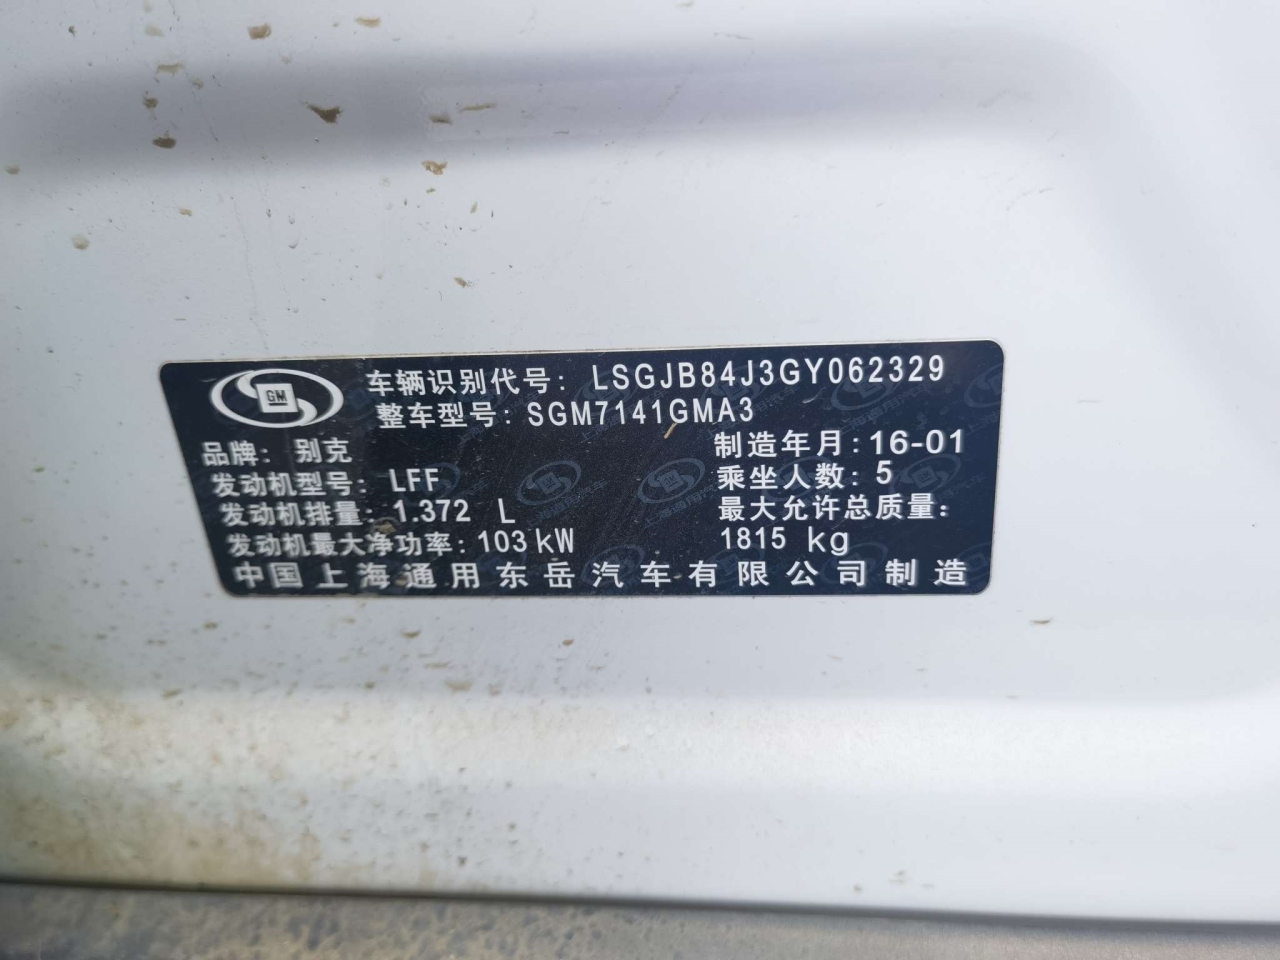 GM
车辆识别代号: LSGJB84J3GY062329
整车型号: SGM7141GMA3
品牌: 别克
制造年月: 16-01
发动机型号: LFF
乘坐人数: 5
发动机排量: 1.372 L
最大允许总质量:
发动机最大净功率: 103 kW
1815 kg
中国上海通用东岳汽车有限公司制造